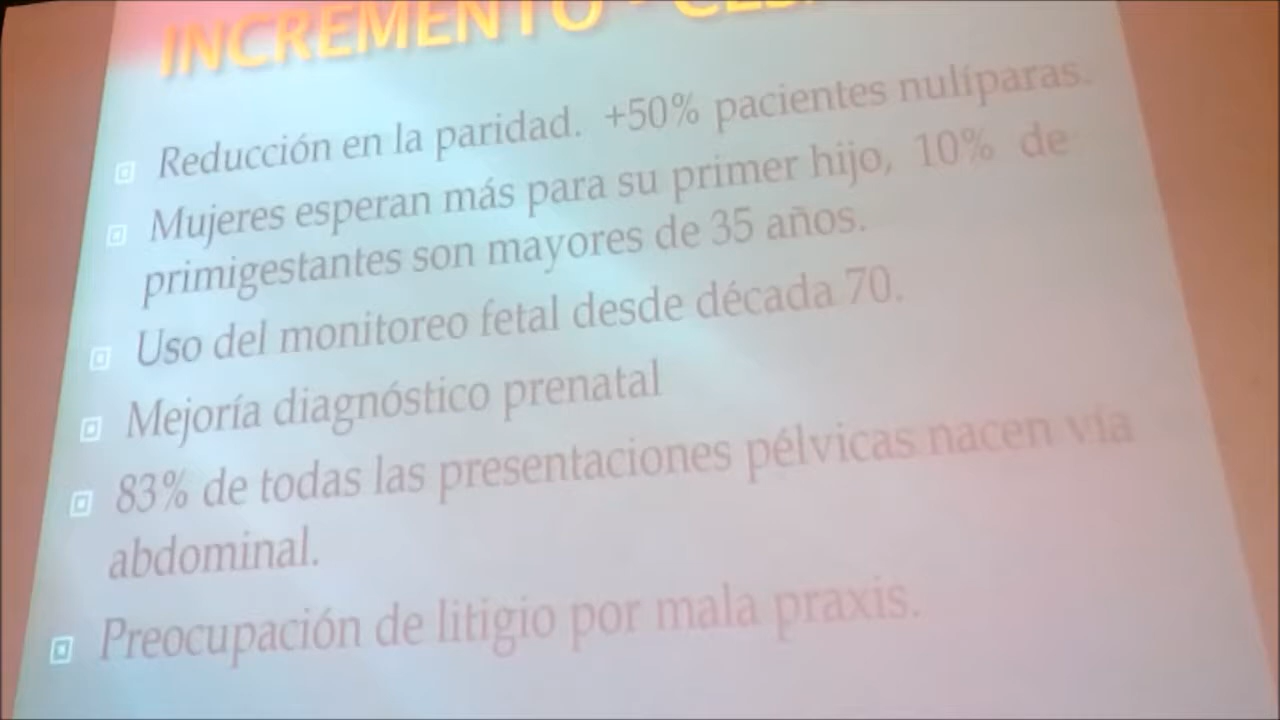 INCREMENTO -
Reducción en la paridad. +50% pacientes nulíparas.
Mujeres esperan más para su primer hijo, 10% de
primigestantes son mayores de 35 años.
Uso del monitoreo fetal desde década 70.
Mejoría diagnóstico prenatal
83% de todas las presentaciones pélvicas nacen vía
abdominal.
Preocupación de litigio por mala praxis.